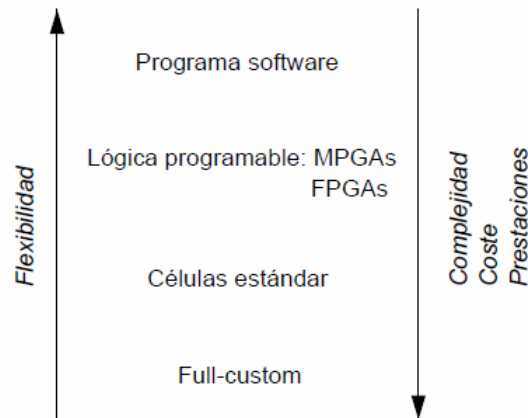 Programa software
Lógica programable: MPGAs
FPGAs
Células estándar
Full-custom
Flexibilidad
Complejidad
Coste
Prestaciones